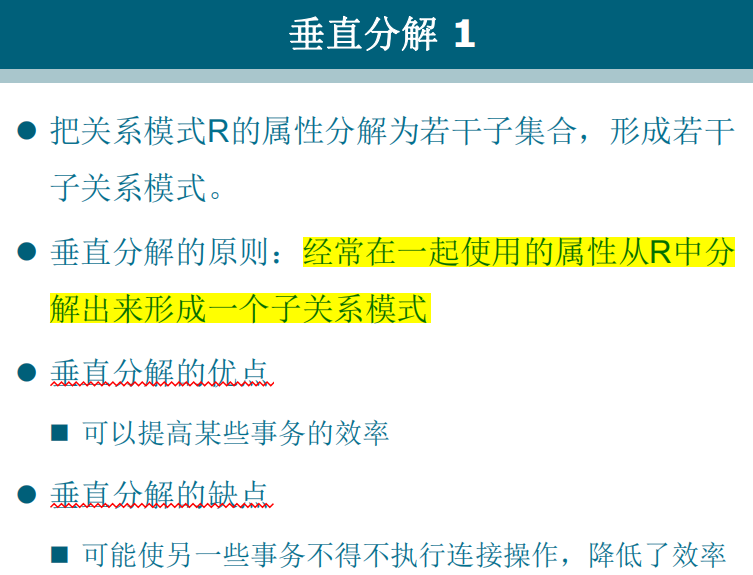 垂直分解 1
把关系模式R的属性分解为若干子集合，形成若干
子关系模式。
垂直分解的原则：经常在一起使用的属性从R中分
解出来形成一个子关系模式
垂直分解的优点
可以提高某些事务的效率
垂直分解的缺点
可能使另一些事务不得不执行连接操作，降低了效率